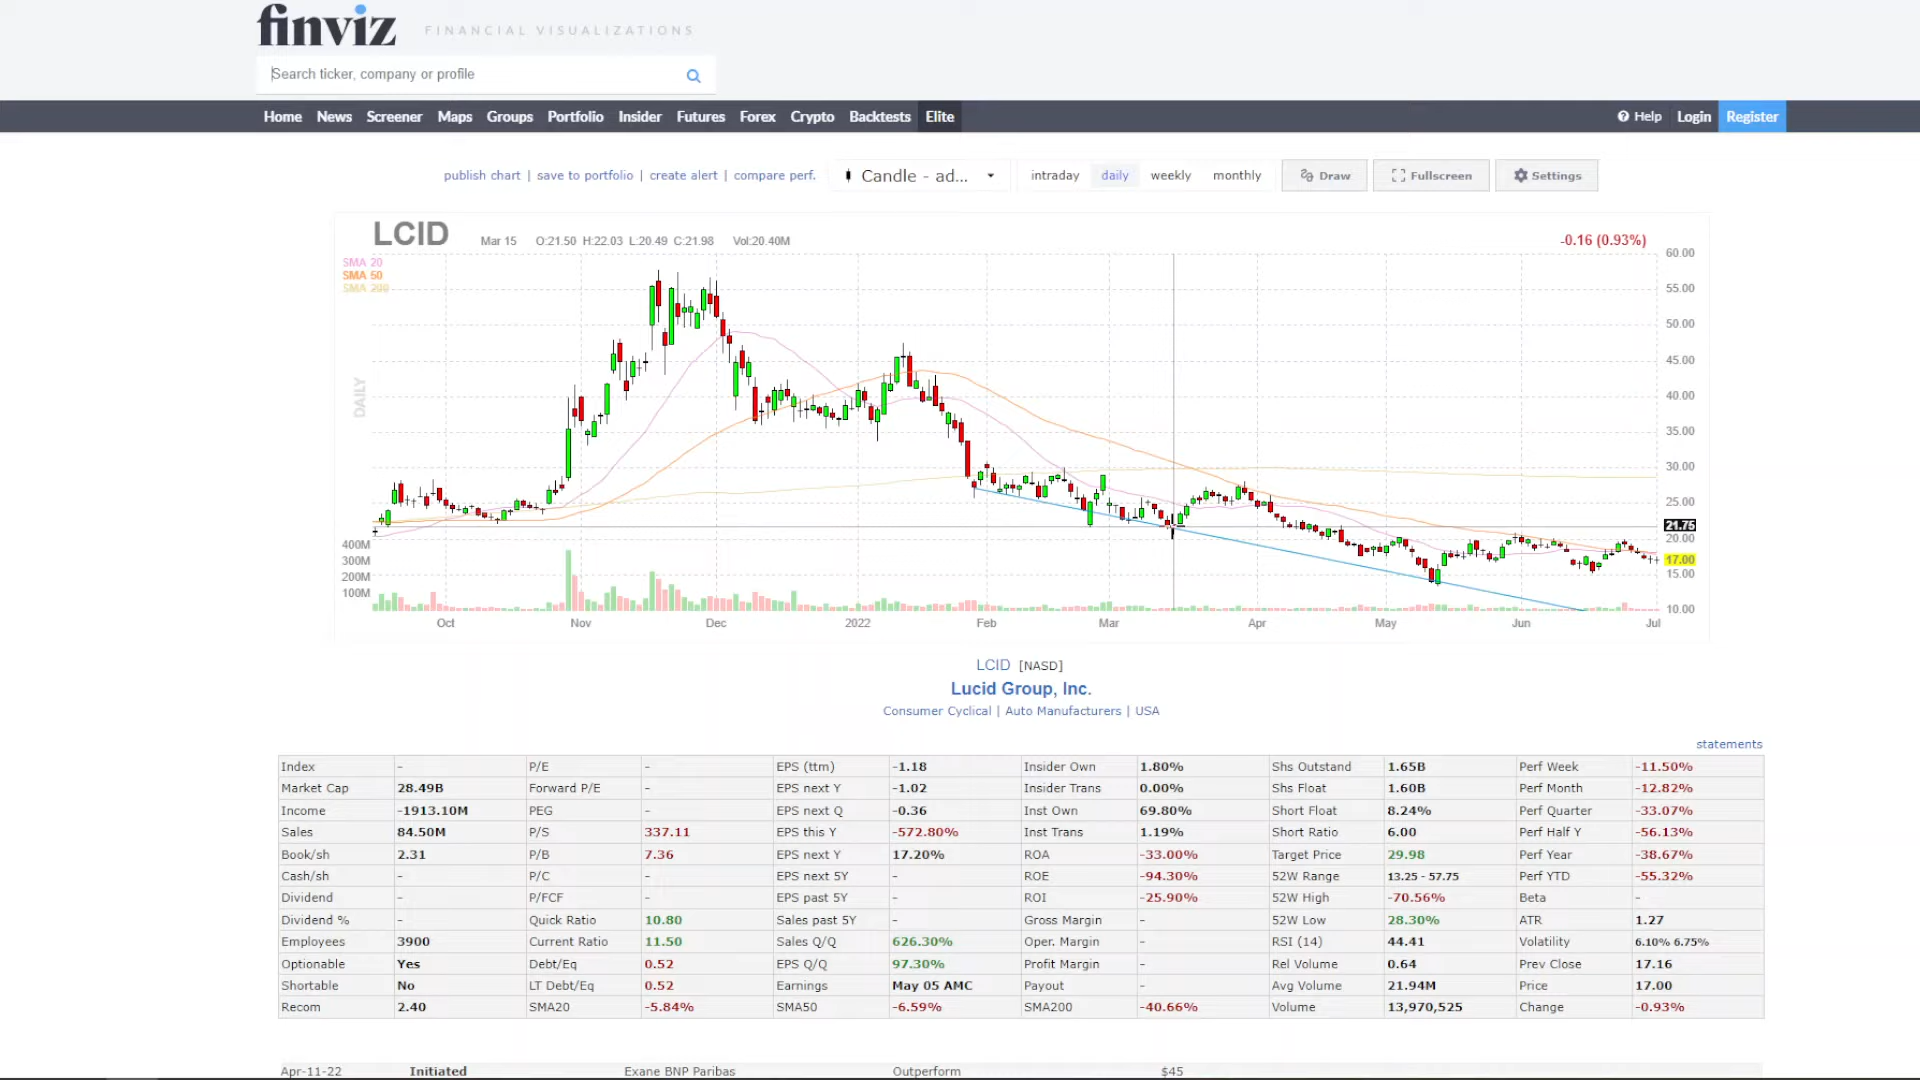 finviz FINANCIAL VISUALIZATIONS
Search ticker, company or profile
Home News Screener Maps Groups Portfolio Insider Futures Forex Crypto Backtests Elite Help Login Register
publish chart | save to portfolio | create alert | compare perf. Candle - ad... intraday daily weekly monthly Draw Fullscreen Settings
LCID Mar 15 O:21.50 H:22.03 L:20.49 C:21.98 Vol:20.40M -0.16 (0.93%)
SMA 20
SMA 50
SMA 200
DAILY
60.00
55.00
50.00
45.00
40.00
35.00
30.00
25.00
21.75
20.00
17.00
15.00
10.00
400M
300M
200M
100M
Oct Nov Dec 2022 Feb Mar Apr May Jun Jul
LCID [NASD]
Lucid Group, Inc.
Consumer Cyclical | Auto Manufacturers | USA
statements
Index - P/E - EPS (ttm) -1.18 Insider Own 1.80% Shs Outstand 1.65B Perf Week -11.50%
Market Cap 28.49B Forward P/E - EPS next Y -1.02 Insider Trans 0.00% Shs Float 1.60B Perf Month -12.82%
Income -1913.10M PEG - EPS next Q -0.36 Inst Own 69.80% Short Float 8.24% Perf Quarter -33.07%
Sales 84.50M P/S 337.11 EPS this Y -572.80% Inst Trans 1.19% Short Ratio 6.00 Perf Half Y -56.13%
Book/sh 2.31 P/B 7.36 EPS next Y 17.20% ROA -33.00% Target Price 29.98 Perf Year -38.67%
Cash/sh - P/C - EPS next 5Y - ROE -94.30% 52W Range 13.25 - 57.75 Perf YTD -55.32%
Dividend - P/FCF - EPS past 5Y - ROI -25.90% 52W High -70.56% Beta -
Dividend % - Quick Ratio 10.80 Sales past 5Y - Gross Margin - 52W Low 28.30% ATR 1.27
Employees 3900 Current Ratio 11.50 Sales Q/Q 626.30% Oper. Margin - RSI (14) 44.41 Volatility 6.10% 6.75%
Optionable Yes Debt/Eq 0.52 EPS Q/Q 97.30% Profit Margin - Rel Volume 0.64 Prev Close 17.16
Shortable No LT Debt/Eq 0.52 Earnings May 05 AMC Payout - Avg Volume 21.94M Price 17.00
Recom 2.40 SMA20 -5.84% SMA50 -6.59% SMA200 -40.66% Volume 13,970,525 Change -0.93%
Apr-11-22 Initiated Exane BNP Paribas Outperform $45